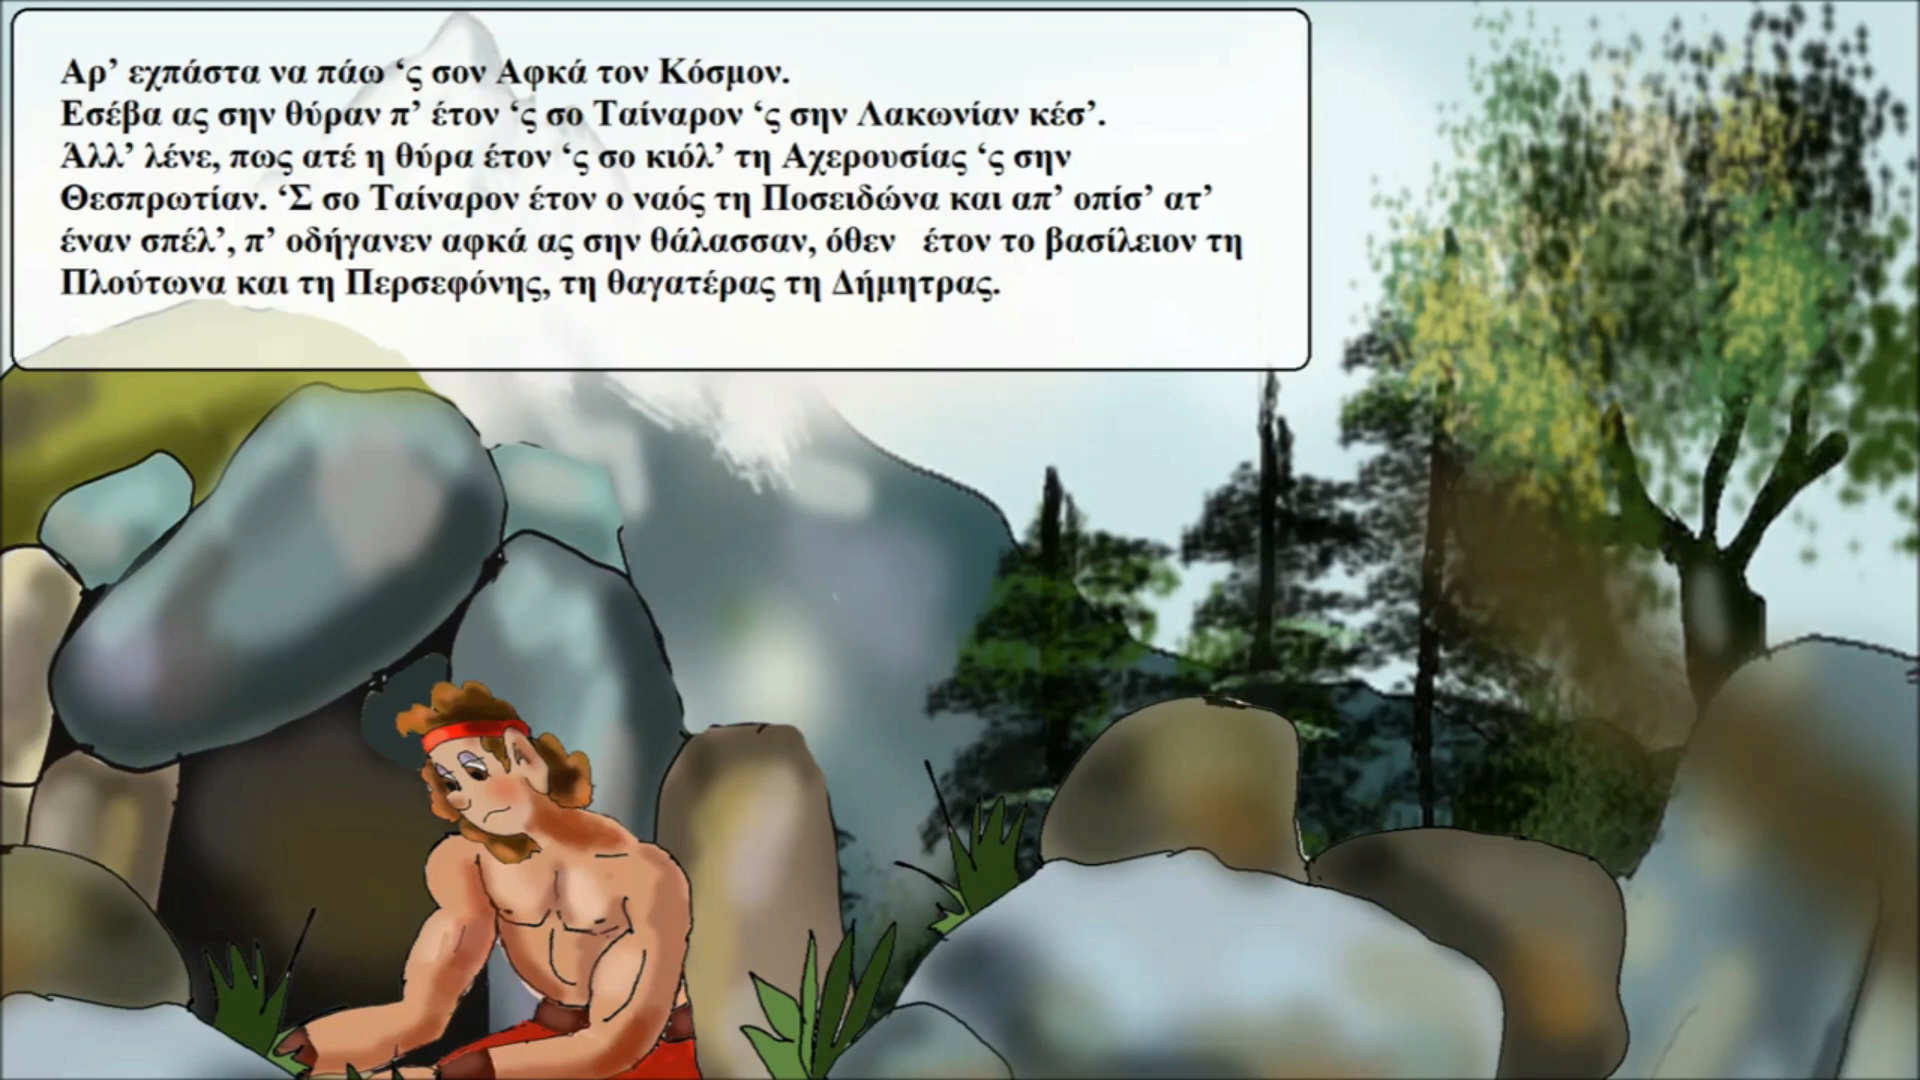 Αρ’ εχπάστα να πάω ‘ς σον Αφκά τον Κόσμον.
Εσέβα ας σην θύραν π’ έτον ‘ς σο Ταίναρον ‘ς σην Λακωνίαν κέσ’.
Άλλ’ λένε, πως ατέ η θύρα έτον ‘ς σο κιόλ’ τη Αχερουσίας ‘ς σην
Θεσπρωτίαν. ‘Σ σο Ταίναρον έτον ο ναός τη Ποσειδώνα και απ’ οπίσ’ ατ’
έναν σπέλ’, π’ οδήγανεν αφκά ας σην θάλασσαν, όθεν έτον το βασίλειον τη
Πλούτωνα και τη Περσεφόνης, τη θαγατέρας τη Δήμητρας.